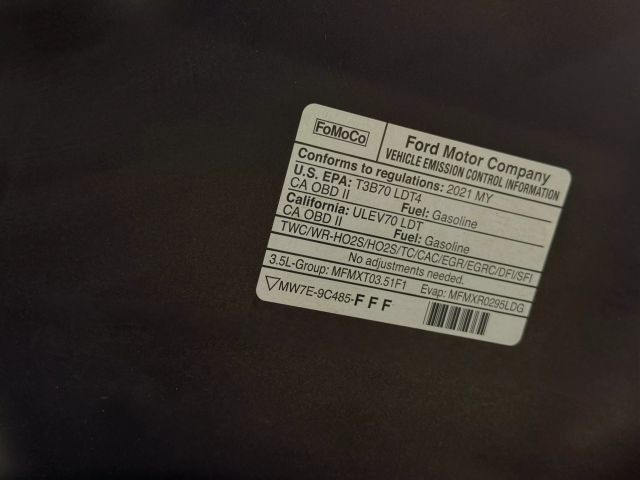 FoMoCo
Ford Motor Company
VEHICLE EMISSION CONTROL INFORMATION
Conforms to regulations: 2021 MY
U.S. EPA: T3B70 LDT4
CA OBD II Fuel: Gasoline
California: ULEV70 LDT
CA OBD II Fuel: Gasoline
TWC/WR-HO2S/HO2S/TC/CAC/EGR/EGRC/DFI/SFI
No adjustments needed.
3.5L-Group: MFMXT03.51F1 Evap: MFMXR0295LDG
MW7E-9C485-FFF